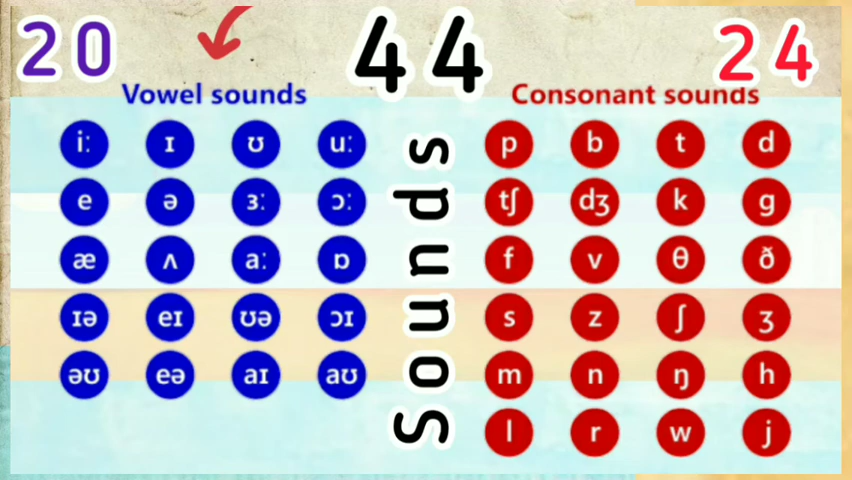 20
44
24
Vowel sounds
Consonant sounds
Sounds
iː ɪ ʊ uː
e ə ɜː ɔː
æ ʌ aː ɒ
ɪə eɪ ʊə ɔɪ
əʊ eə aɪ aʊ
p b t d
tʃ dʒ k g
f v θ ð
s z ʃ ʒ
m n ŋ h
l r w j